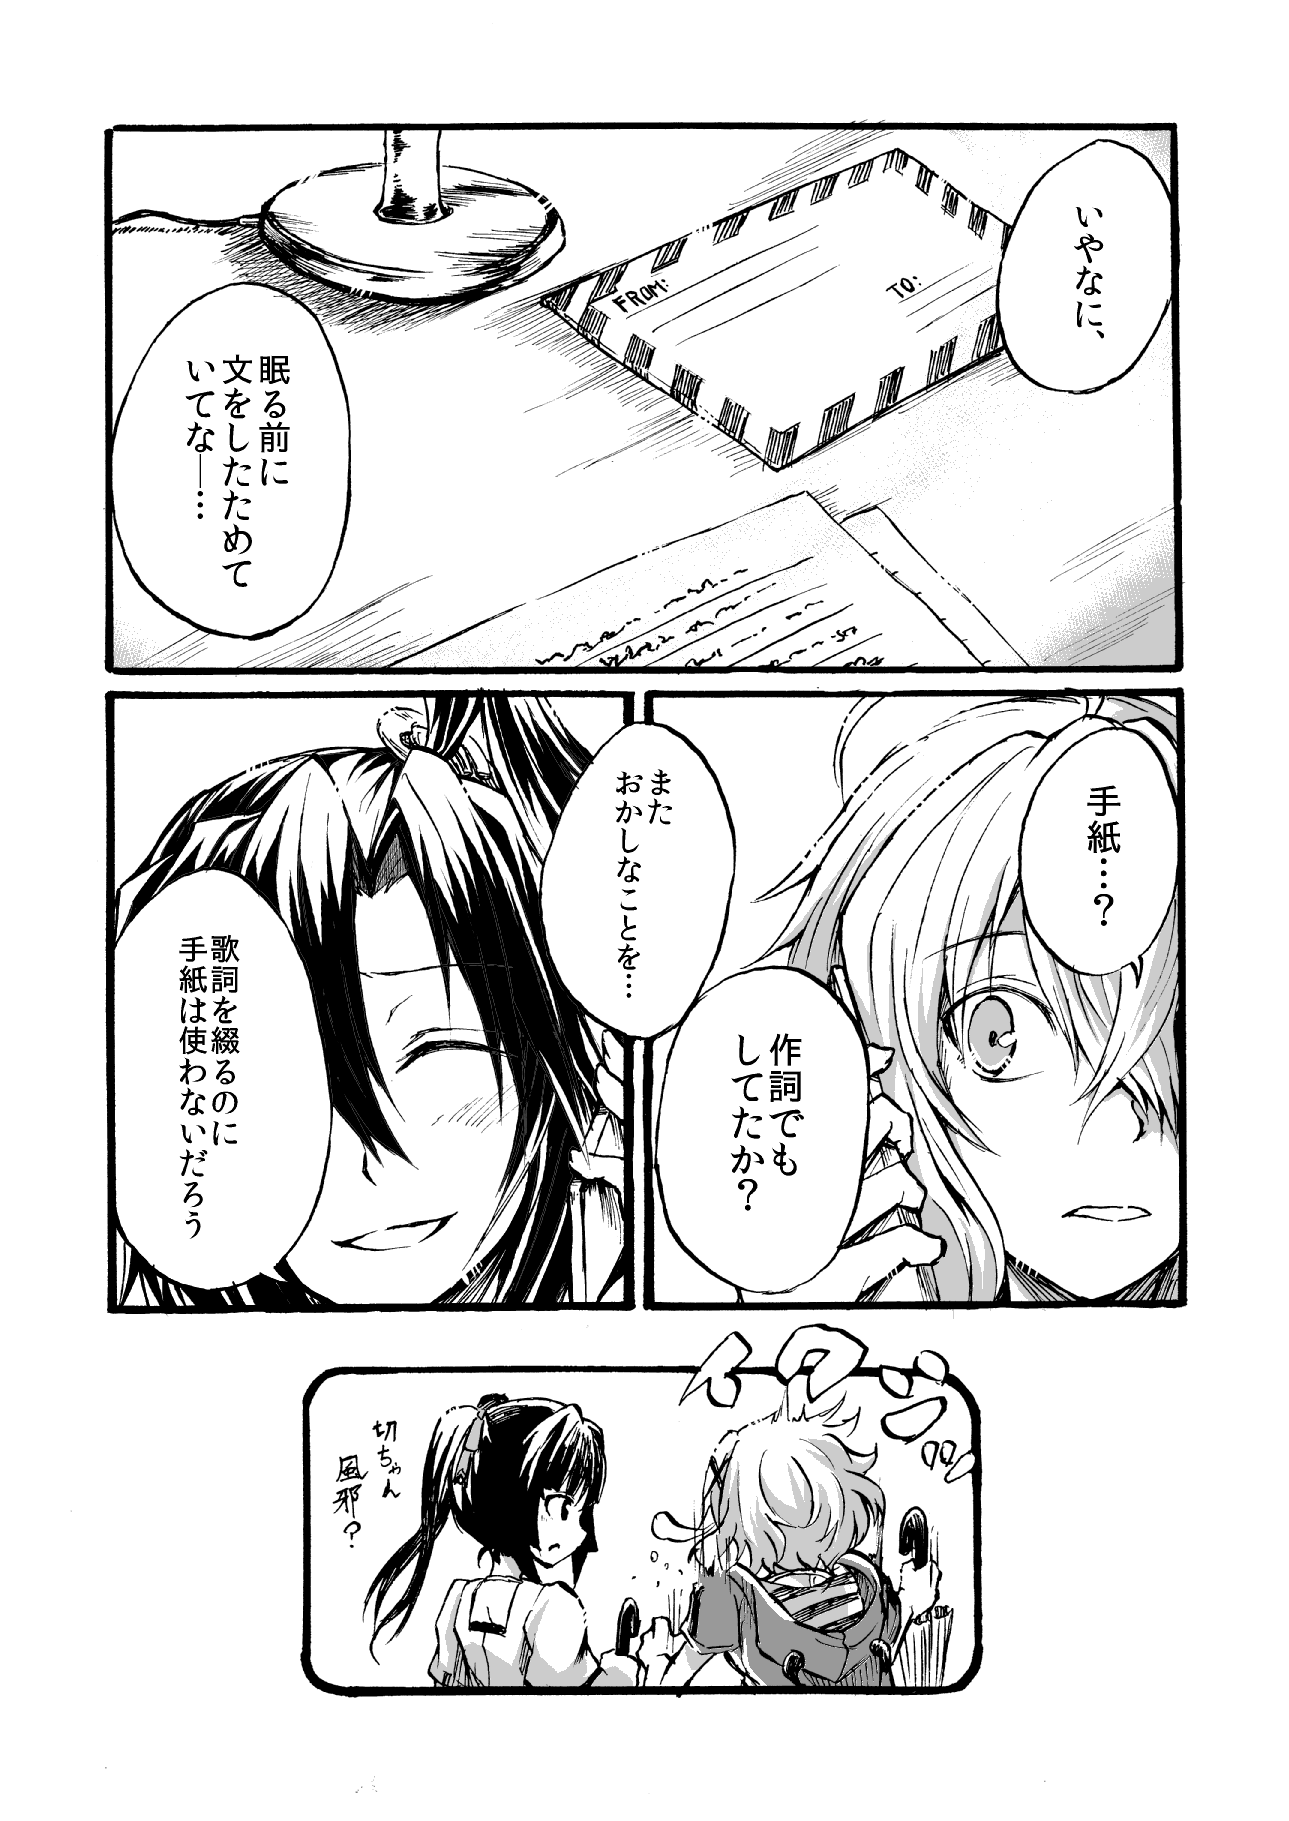 いやなに、
FROM:
TO:
眠る前に
文をしたためて
いてな―…
手紙…？
作詞でも
してたか？
また
おかしなことを…
歌詞を綴るのに
手紙は使わないだろう
切ちゃん
風邪？